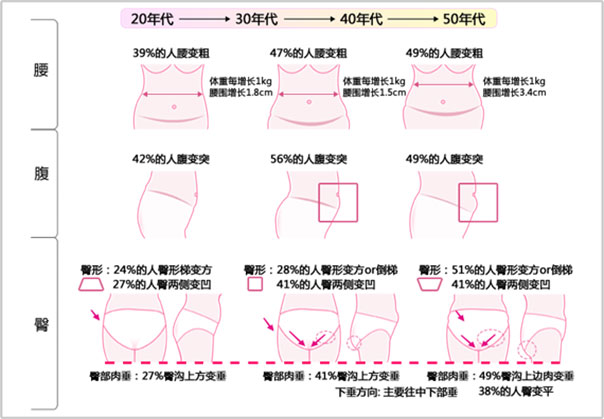 20年代 30年代 40年代 50年代
腰
39%的人腰变粗
47%的人腰变粗
49%的人腰变粗
体重每增长1kg
腰围增长1.8cm
体重每增长1kg
腰围增长1.5cm
体重每增长1kg
腰围增长3.4cm
腹
42%的人腹变突
56%的人腹变突
49%的人腹变突
臀
臀形：24%的人臀形梯变方
27%的人臀两侧变凹
臀形：28%的人臀形变方or倒梯
41%的人臀两侧变凹
臀形：51%的人臀形变方or倒梯
41%的人臀两侧变凹
臀部肉垂：27%臀沟上方变垂
臀部肉垂：41%臀沟上方变垂
下垂方向: 主要往中下部垂
臀部肉垂：49%臀沟上边肉变垂
38%的人臀变平